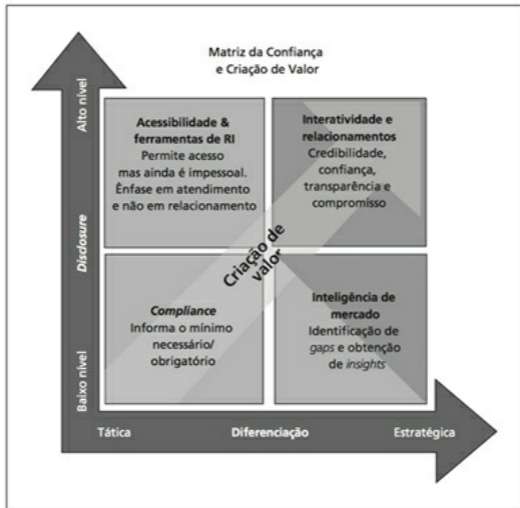 Matriz da Confiança
e Criação de Valor
Alto nível
Disclosure
Baixo nível
Acessibilidade &
ferramentas de RI
Permite acesso
mas ainda é impessoal.
Ênfase em atendimento
e não em relacionamento
Interatividade e
relacionamentos
Credibilidade,
confiança,
transparência e
compromisso
Criação de
valor
Compliance
Informa o mínimo
necessário/
obrigatório
Inteligência de
mercado
Identificação de
gaps e obtenção
de insights
Tática
Diferenciação
Estratégica